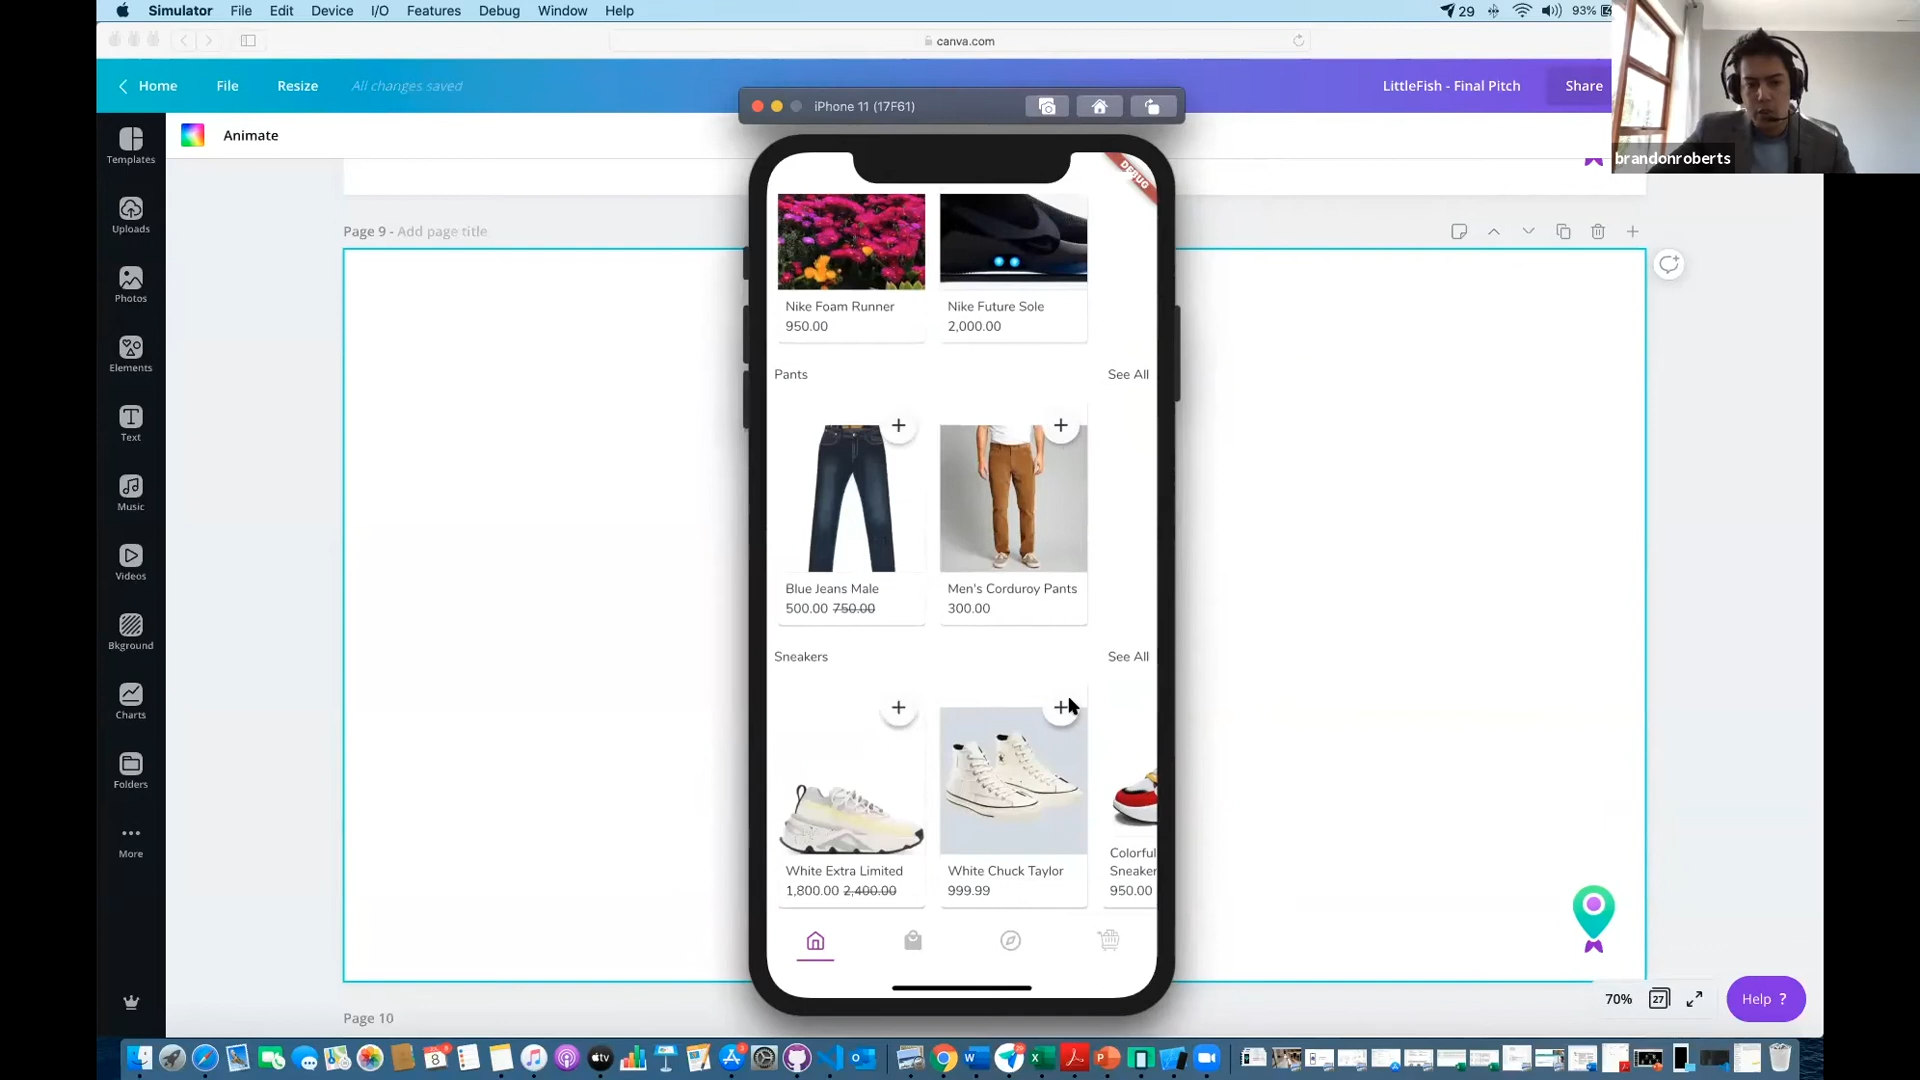 Simulator File Edit Device I/O Features Debug Window Help
29 93%
canva.com
Home File Resize All changes saved
LittleFish - Final Pitch Share
iPhone 11 (17F61)
Animate
brandonroberts
Templates
Uploads
Photos
Elements
Text
Music
Videos
Bkground
Charts
Folders
More
Page 9 - Add page title
DEBUG
Nike Foam Runner
950.00
Nike Future Sole
2,000.00
Pants See All
Blue Jeans Male
500.00 750.00
Men's Corduroy Pants
300.00
Sneakers See All
White Extra Limited
1,800.00 2,400.00
White Chuck Taylor
999.99
Colorful
Sneaker
950.00
70% 27 Help ?
Page 10